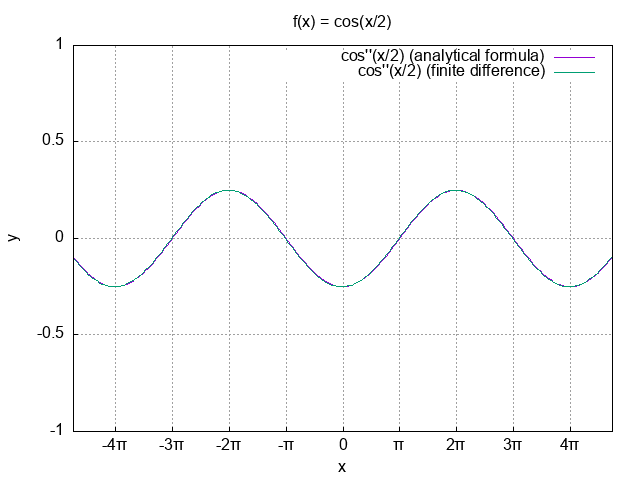 f(x) = cos(x/2)
1
cos''(x/2) (analytical formula)
cos''(x/2) (finite difference)
0.5
y
0
-0.5
-1
-4π -3π -2π -π 0 π 2π 3π 4π
x